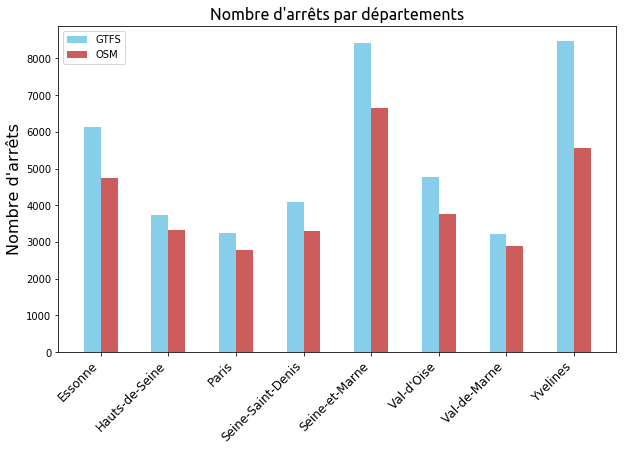 Nombre d'arrêts par départements
GTFS
OSM
Nombre d'arrêts
8000
7000
6000
5000
4000
3000
2000
1000
0
Essonne
Hauts-de-Seine
Paris
Seine-Saint-Denis
Seine-et-Marne
Val-d'Oise
Val-de-Marne
Yvelines